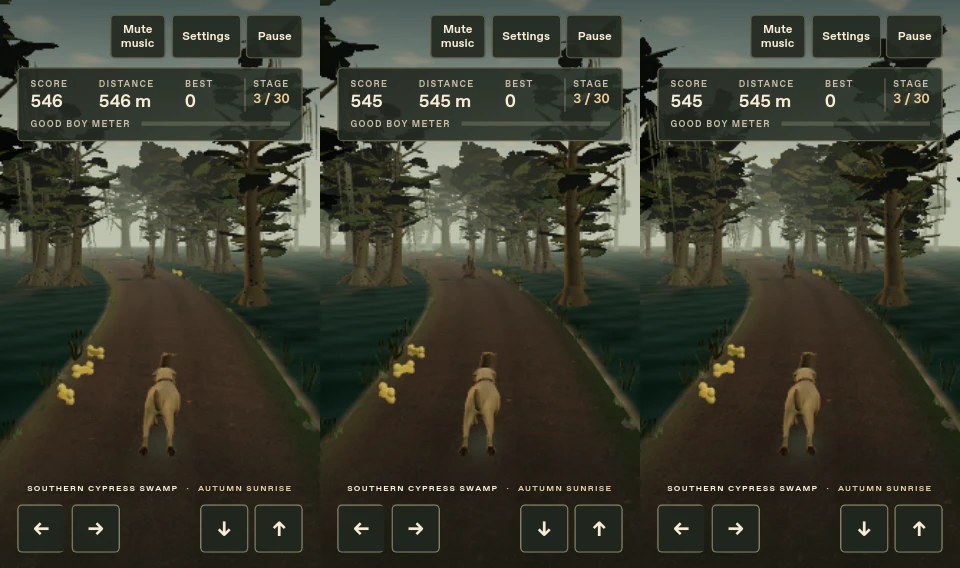 Mute music
Settings
Pause
SCORE
DISTANCE
BEST
STAGE
546
546 m
0
3 / 30
GOOD BOY METER
SOUTHERN CYPRESS SWAMP · AUTUMN SUNRISE
← → ↓ ↑
Mute music
Settings
Pause
SCORE
DISTANCE
BEST
STAGE
545
545 m
0
3 / 30
GOOD BOY METER
SOUTHERN CYPRESS SWAMP · AUTUMN SUNRISE
← → ↓ ↑
Mute music
Settings
Pause
SCORE
DISTANCE
BEST
STAGE
545
545 m
0
3 / 30
GOOD BOY METER
SOUTHERN CYPRESS SWAMP · AUTUMN SUNRISE
← → ↓ ↑